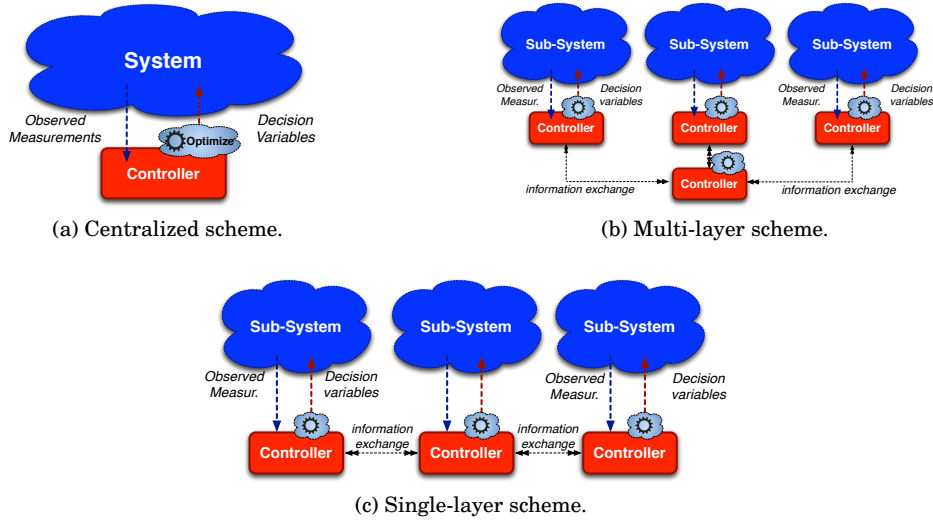 System
Observed
Measurements
Decision
Variables
Optimize
Controller
(a) Centralized scheme.
Sub-System
Sub-System
Sub-System
Observed
Measur.
Decision
variables
Observed
Measur.
Decision
variables
Controller
Controller
Controller
information exchange
Controller
information exchange
(b) Multi-layer scheme.
Sub-System
Sub-System
Sub-System
Observed
Measur.
Decision
variables
Observed
Measur.
Decision
variables
Controller
information
exchange
Controller
information
exchange
Controller
(c) Single-layer scheme.